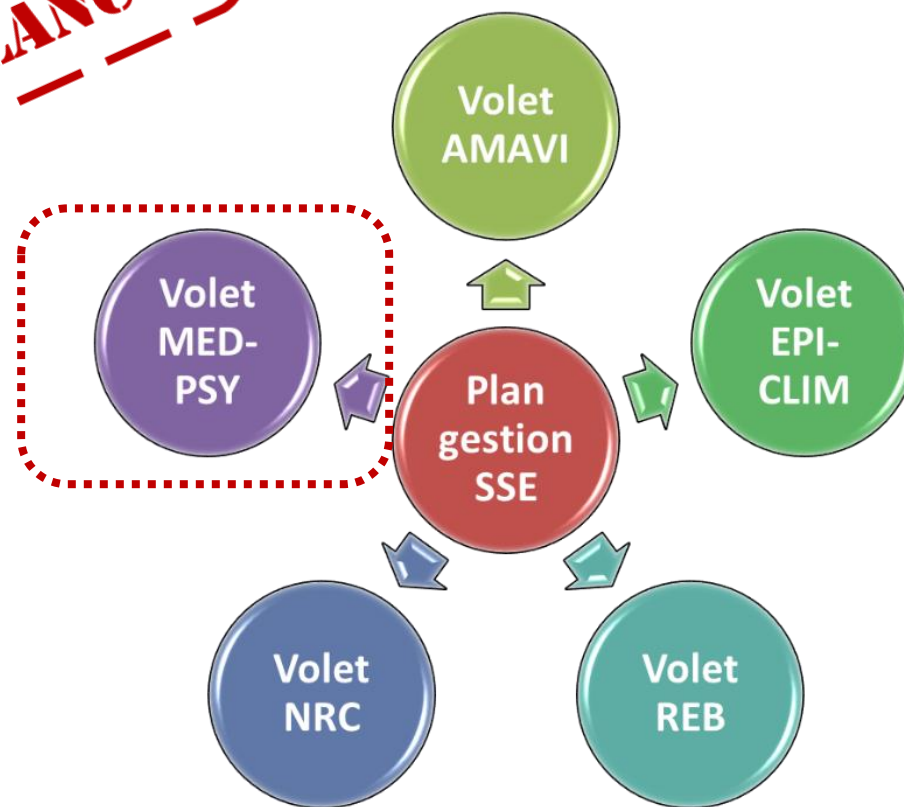 Volet
AMAVI
Volet
MED-
PSY
Volet
EPI-
CLIM
Plan
gestion
SSE
Volet
NRC
Volet
REB